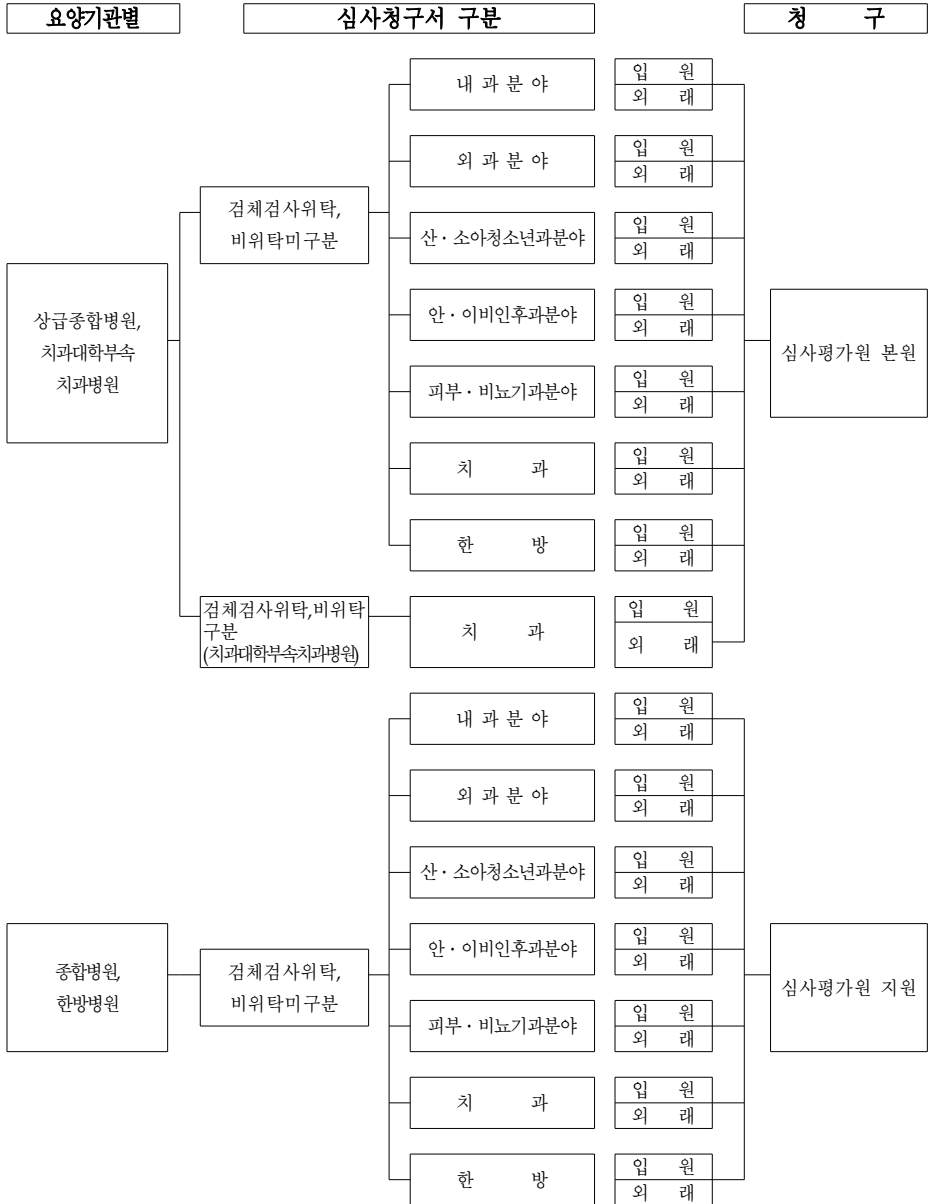 요양기관별 심사청구서 구분 청 구
내 과 분 야
입 원
외 래
외 과 분 야
입 원
외 래
검체검사위탁,
비위탁미구분
산·소아청소년과분야
입 원
외 래
상급종합병원,
치과대학부속
치과병원
안·이비인후과분야
입 원
외 래
심사평가원 본원
피부·비뇨기과분야
입 원
외 래
치 과
입 원
외 래
한 방
입 원
외 래
검체검사위탁,비위탁
구분
(치과대학부속치과병원)
치 과
입 원
외 래
내 과 분 야
입 원
외 래
외 과 분 야
입 원
외 래
산·소아청소년과분야
입 원
외 래
종합병원,
한방병원
검체검사위탁,
비위탁미구분
안·이비인후과분야
입 원
외 래
심사평가원 지원
피부·비뇨기과분야
입 원
외 래
치 과
입 원
외 래
한 방
입 원
외 래